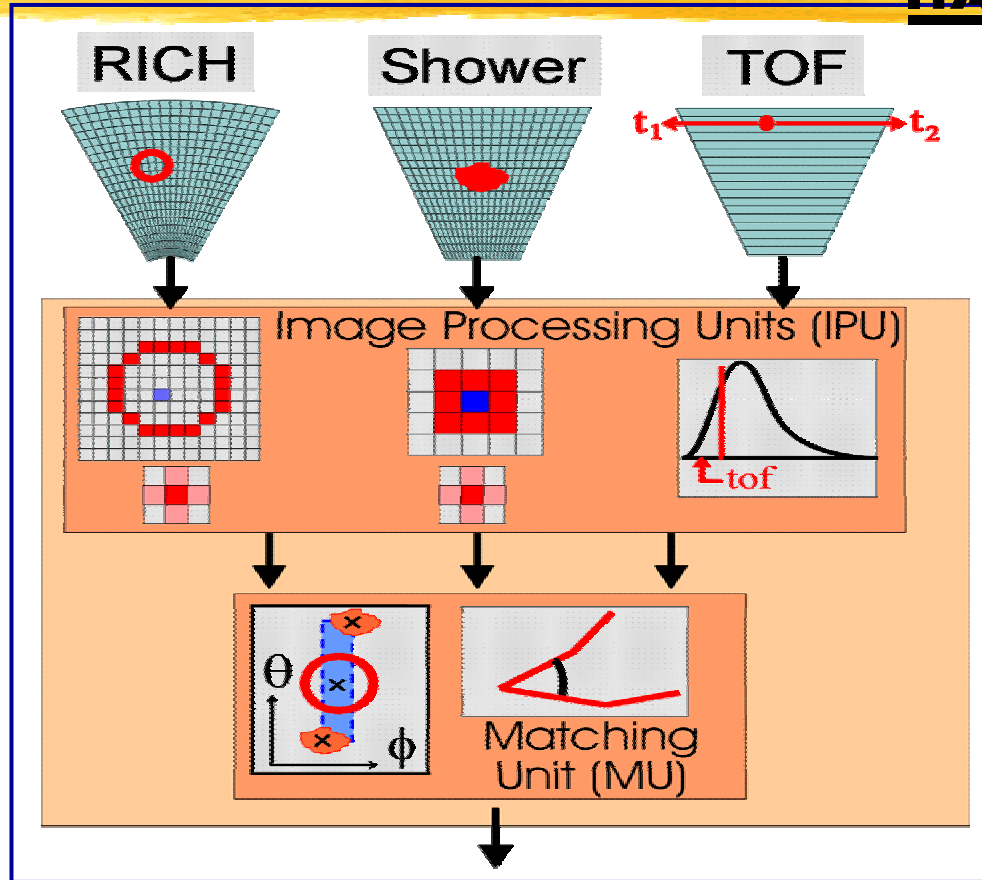 RICH Shower TOF
t₁ t₂
Image Processing Units (IPU)
tof
θ
φ
Matching
Unit (MU)